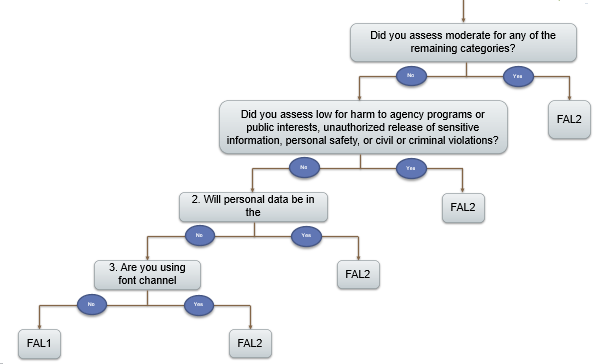 Did you assess moderate for any of the
remaining categories?
No
Yes
FAL2
Did you assess low for harm to agency programs or
public interests, unauthorized release of sensitive
information, personal safety, or civil or criminal violations?
No
Yes
FAL2
2. Will personal data be in
the
No
Yes
FAL2
3. Are you using
font channel
No
Yes
FAL1
FAL2